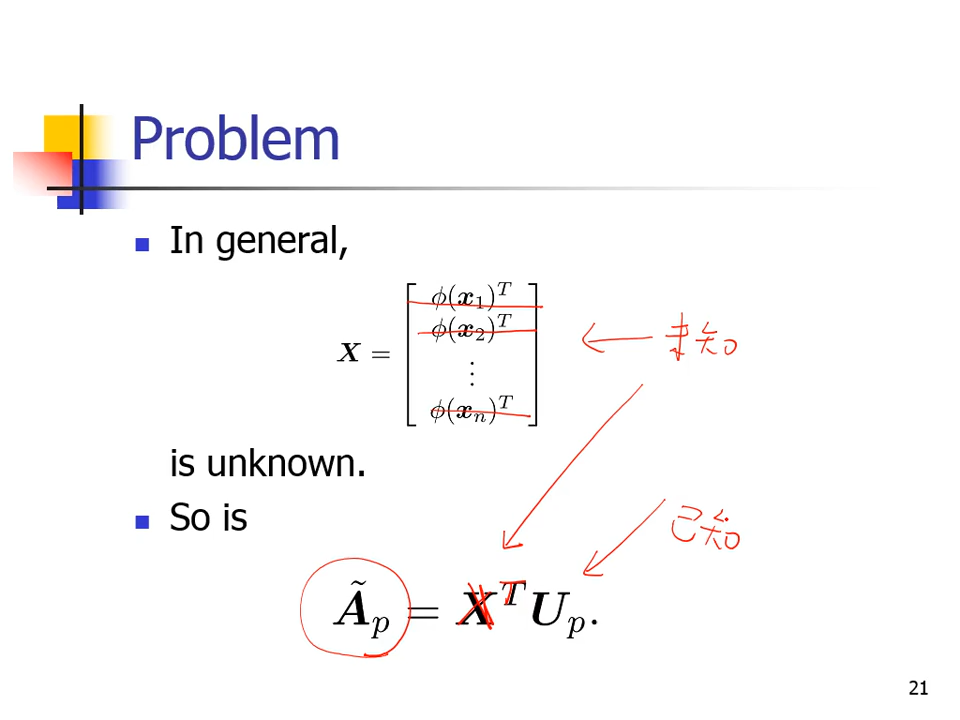 Problem
In general,
X = [ ϕ(x₁)ᵀ
ϕ(x₂)ᵀ
⋮
ϕ(xₙ)ᵀ ]
未知
is unknown.
So is
已知
Ãₚ = XᵀUₚ.
21